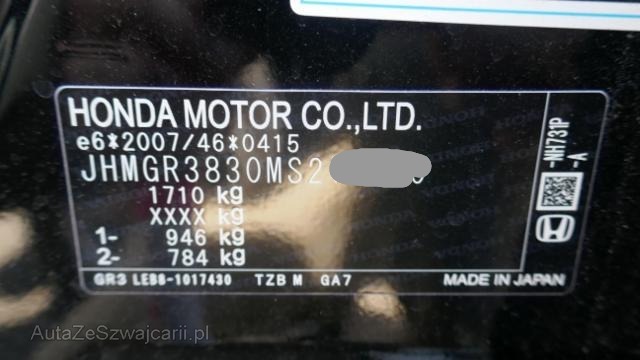 HONDA MOTOR CO.,LTD.
e6*2007/46*0415
JHMGR3830MS2
1710 kg
XXXX kg
1- 946 kg
2- 784 kg
GR3 LEB8-1017430 TZB M GA7
MADE IN JAPAN
-NH731P
-A
AutaZeSzwajcarii.pl